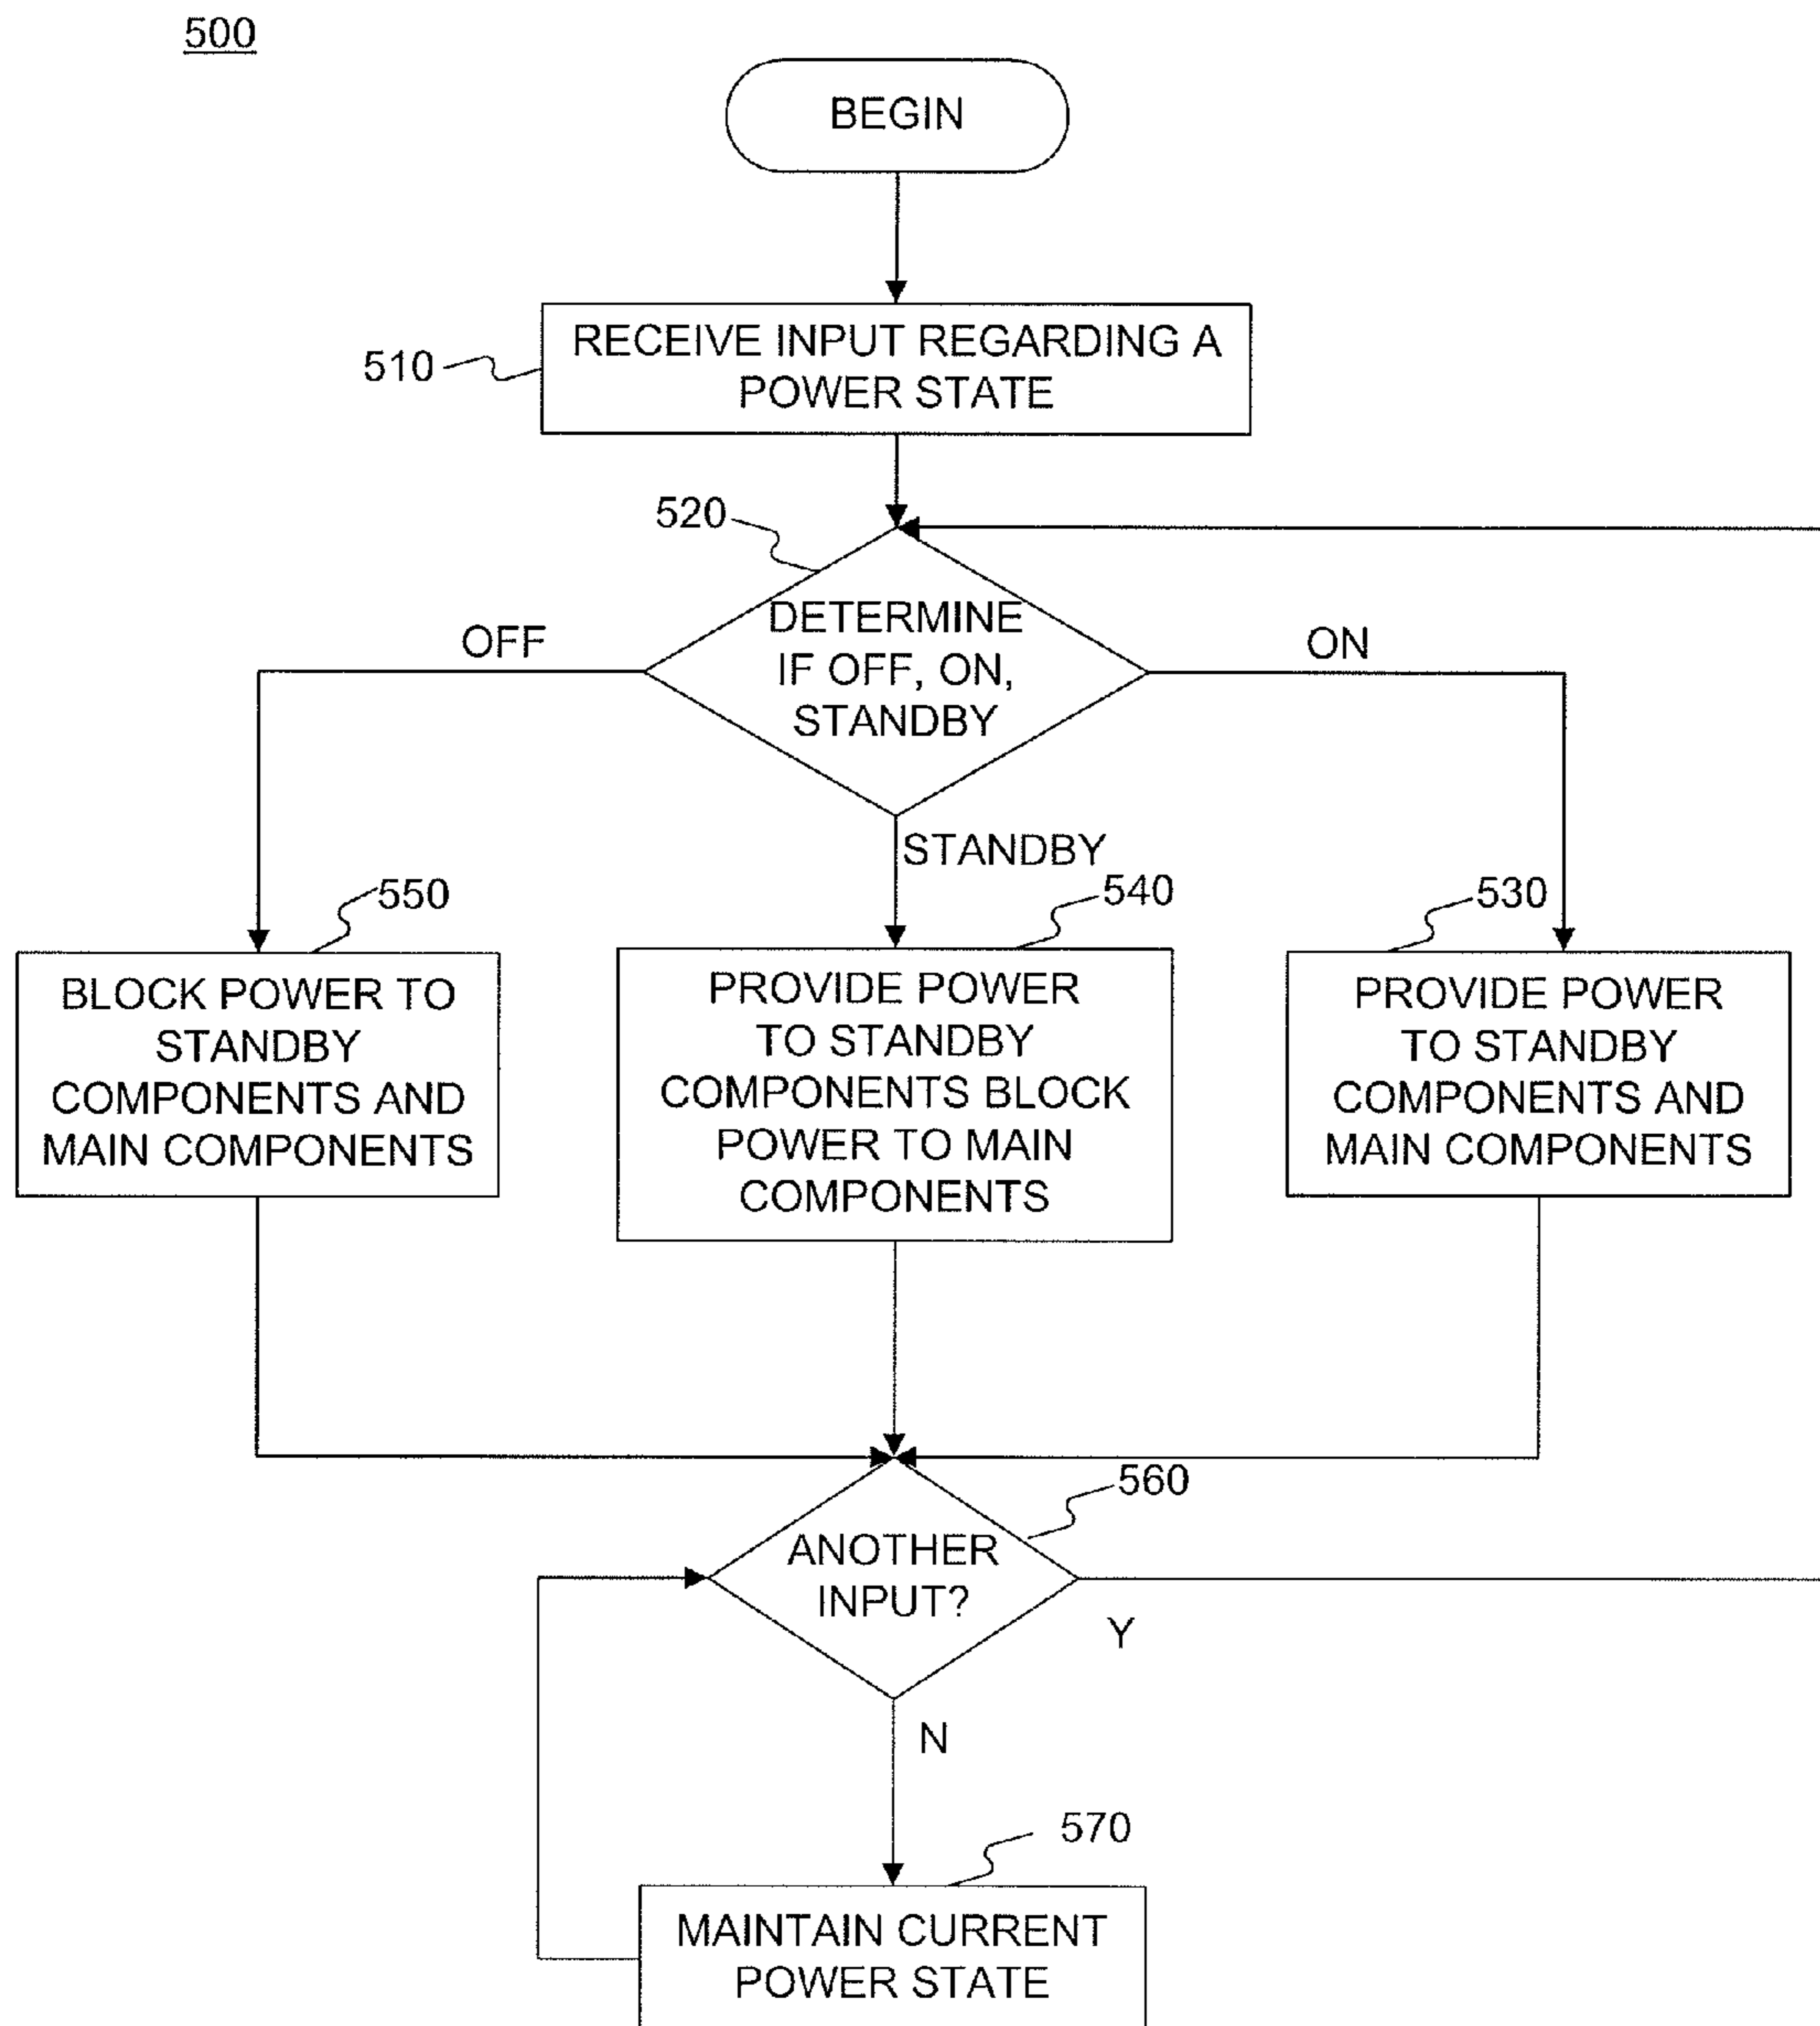 500
BEGIN
510
RECEIVE INPUT REGARDING A
POWER STATE
520
DETERMINE
IF OFF, ON,
STANDBY
OFF
ON
STANDBY
550
BLOCK POWER TO
STANDBY
COMPONENTS AND
MAIN COMPONENTS
540
PROVIDE POWER
TO STANDBY
COMPONENTS BLOCK
POWER TO MAIN
COMPONENTS
530
PROVIDE POWER
TO STANDBY
COMPONENTS AND
MAIN COMPONENTS
560
ANOTHER
INPUT?
Y
N
570
MAINTAIN CURRENT
POWER STATE